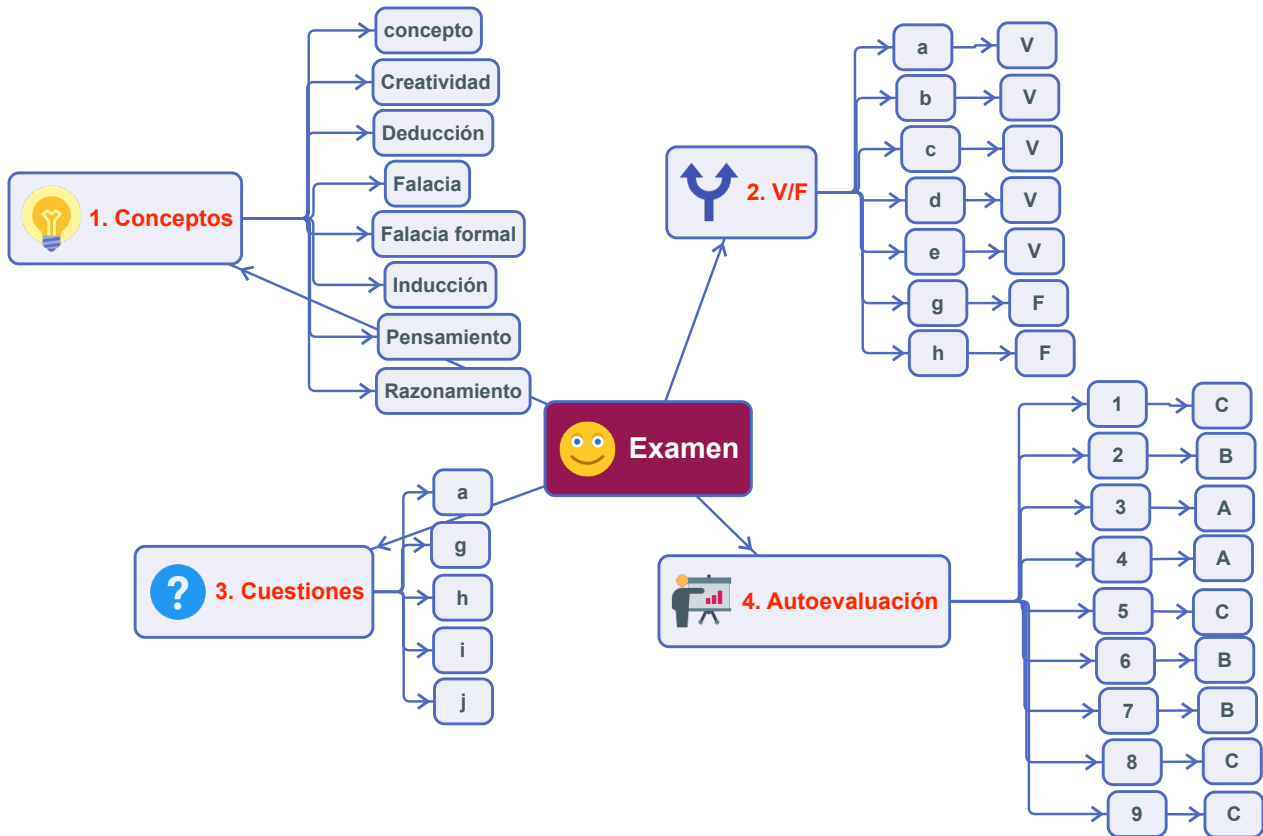 1. Conceptos
concepto
Creatividad
Deducción
Falacia
Falacia formal
Inducción
Pensamiento
Razonamiento
2. V/F
a V
b V
c V
d V
e V
g F
h F
Examen
3. Cuestiones
?
a
g
h
i
j
4. Autoevaluación
1 C
2 B
3 A
4 A
5 C
6 B
7 B
8 C
9 C